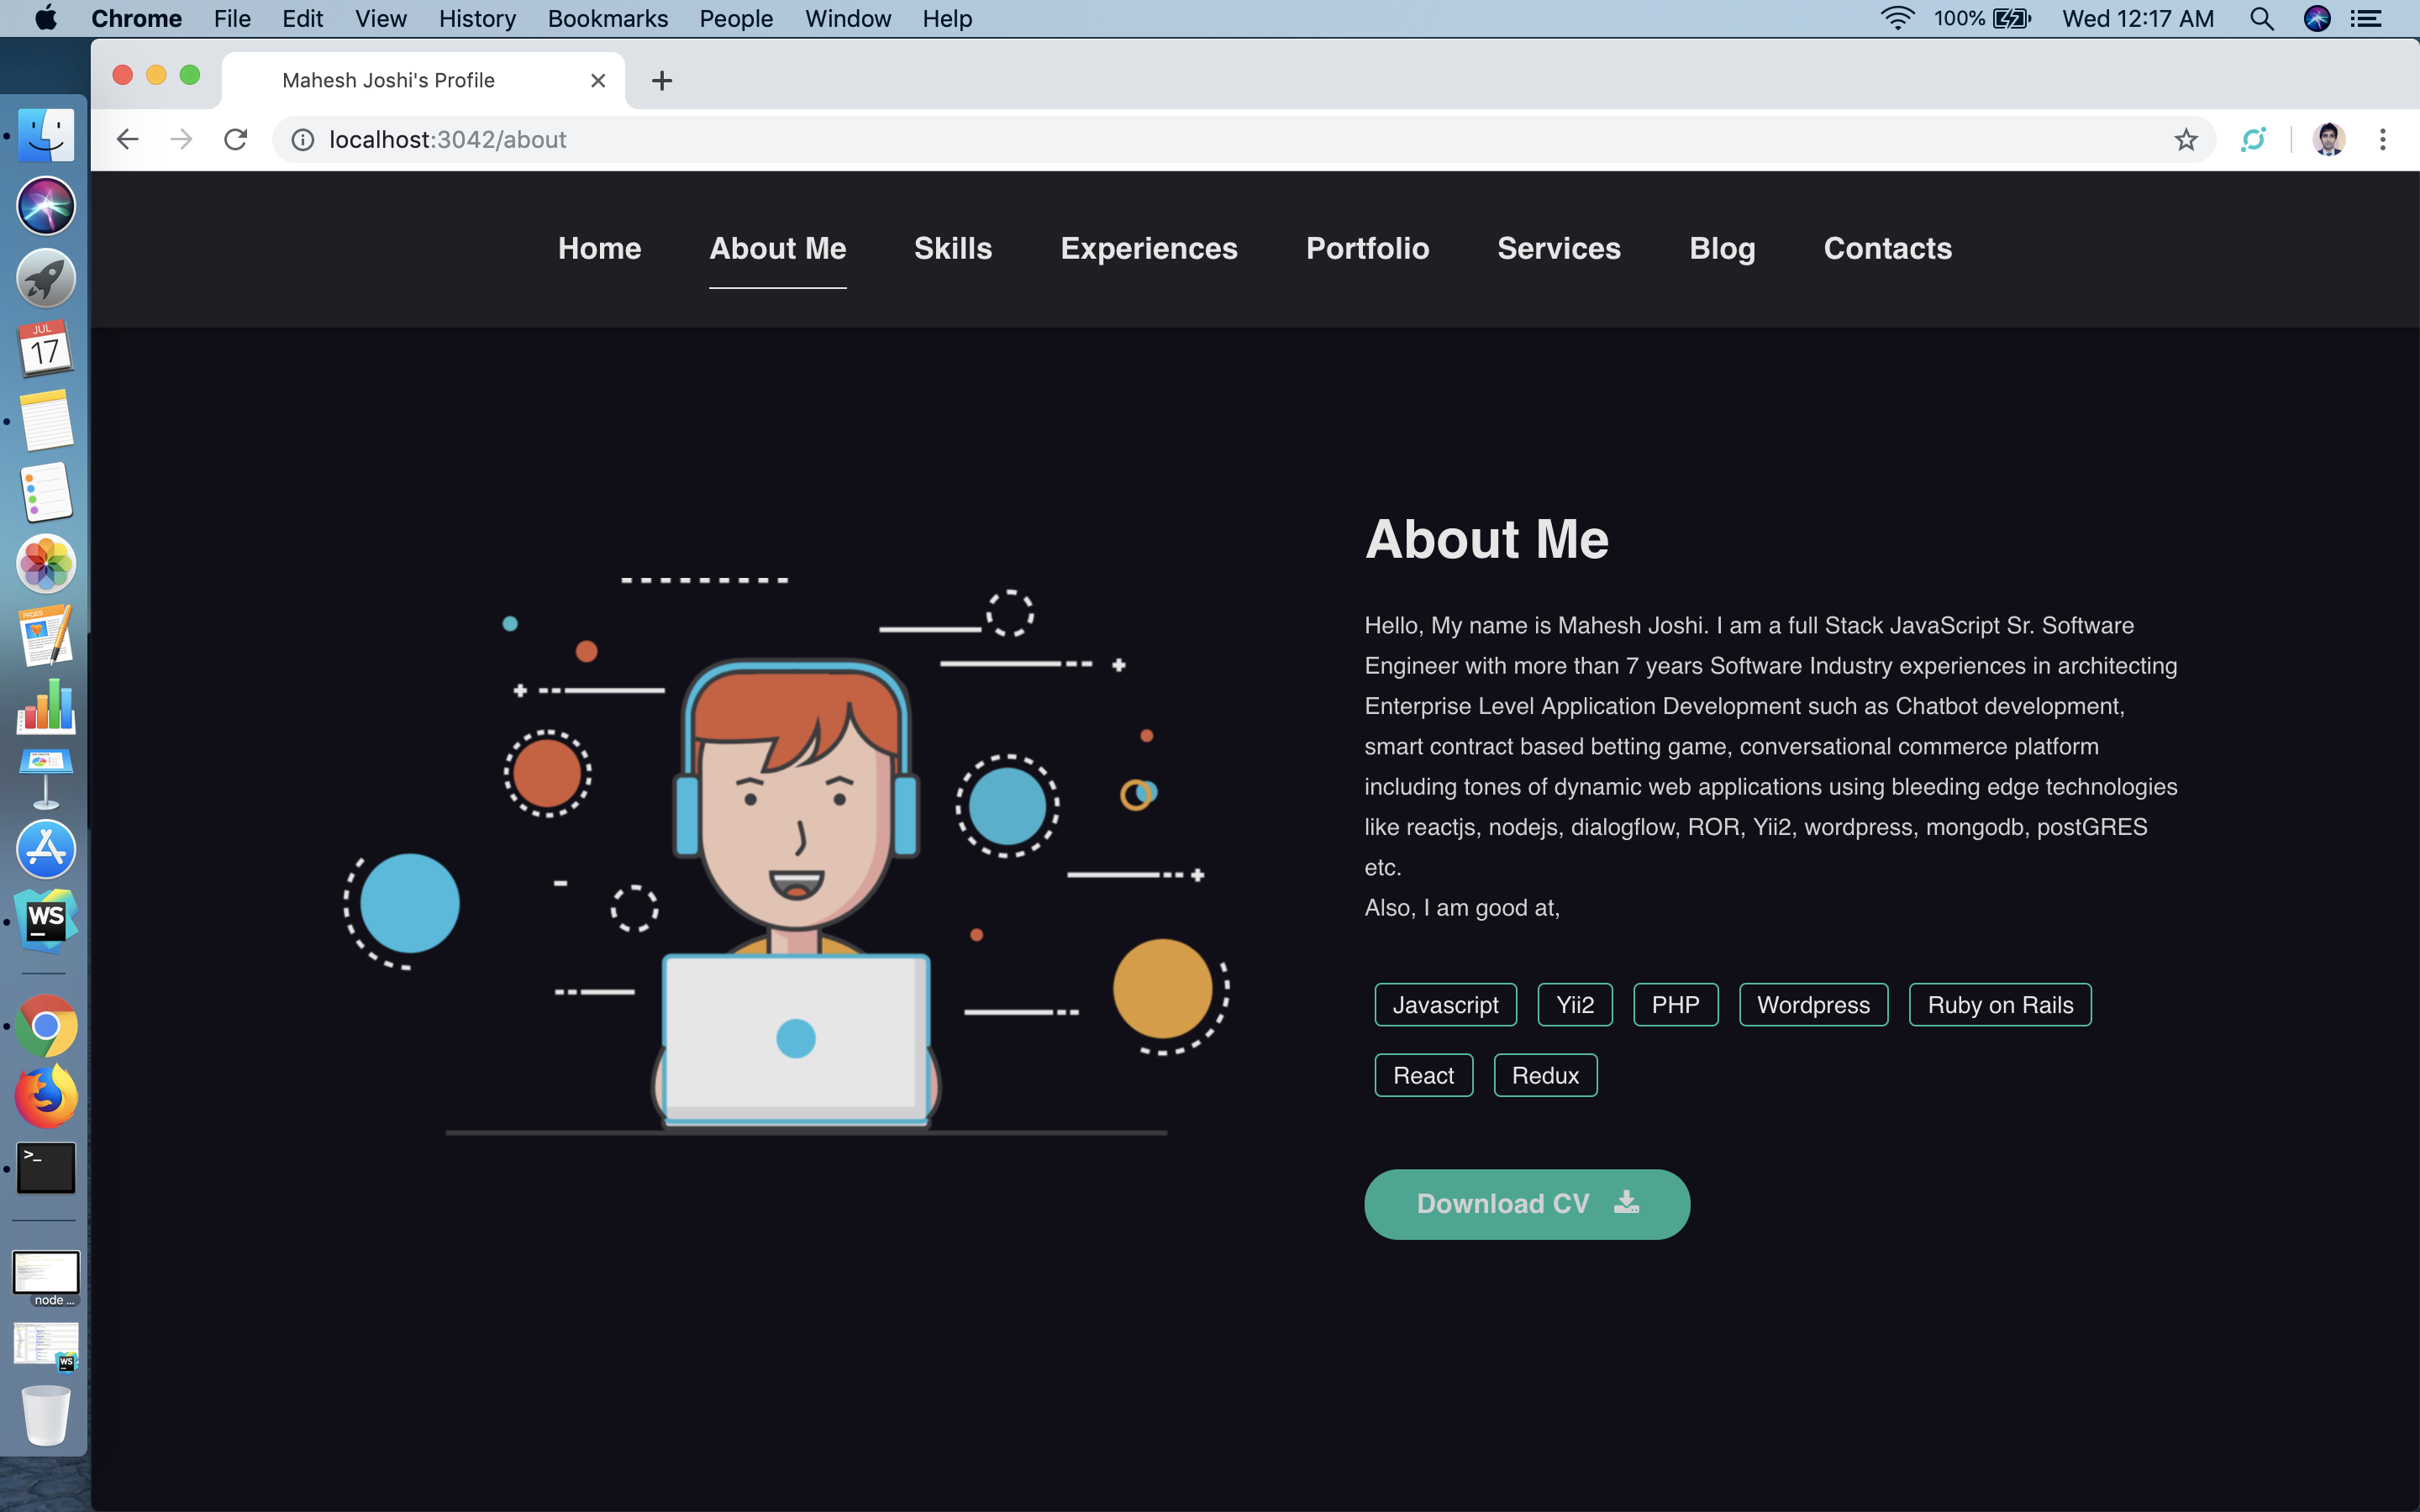 Chrome File Edit View History Bookmarks People Window Help 100% Wed 12:17 AM
Mahesh Joshi's Profile
localhost:3042/about
JUL
17
PAGES
WS
>_
node ...
WS
Home About Me Skills Experiences Portfolio Services Blog Contacts
About Me
Hello, My name is Mahesh Joshi. I am a full Stack JavaScript Sr. Software
Engineer with more than 7 years Software Industry experiences in architecting
Enterprise Level Application Development such as Chatbot development,
smart contract based betting game, conversational commerce platform
including tones of dynamic web applications using bleeding edge technologies
like reactjs, nodejs, dialogflow, ROR, Yii2, wordpress, mongodb, postGRES
etc.
Also, I am good at,
Javascript Yii2 PHP Wordpress Ruby on Rails
React Redux
Download CV